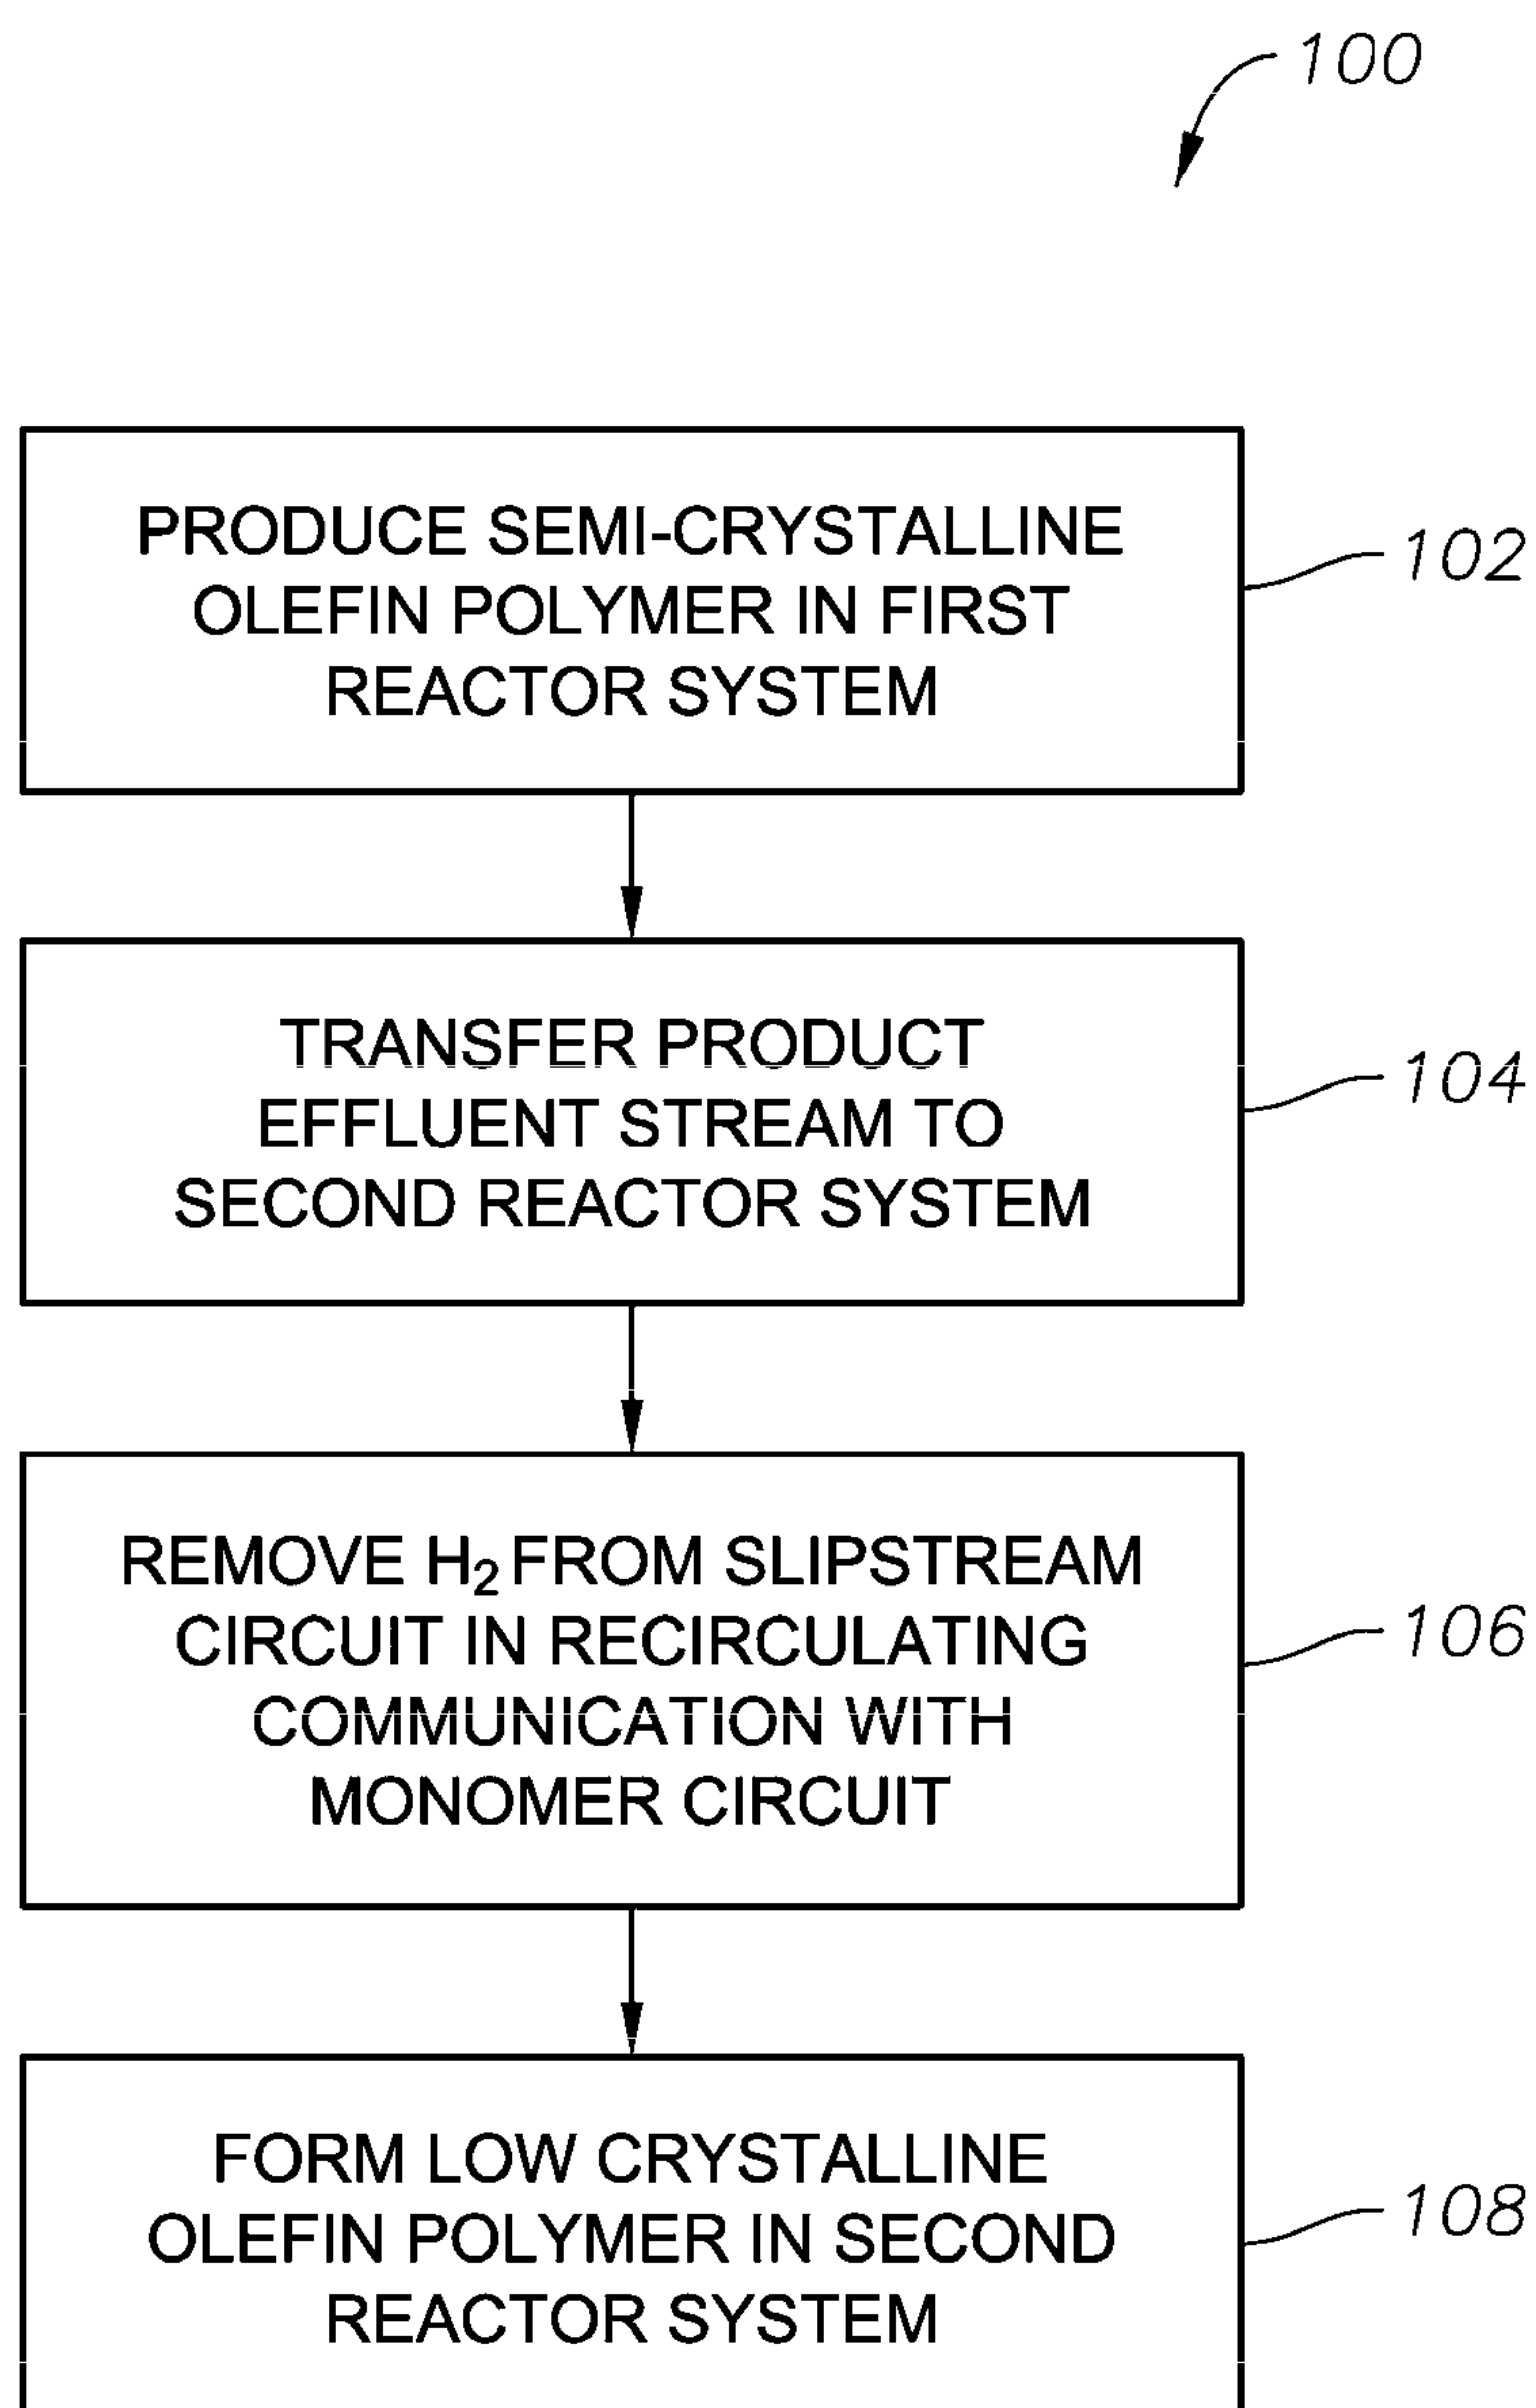 100
PRODUCE SEMI-CRYSTALLINE
OLEFIN POLYMER IN FIRST
REACTOR SYSTEM
102
TRANSFER PRODUCT
EFFLUENT STREAM TO
SECOND REACTOR SYSTEM
104
REMOVE H₂ FROM SLIPSTREAM
CIRCUIT IN RECIRCULATING
COMMUNICATION WITH
MONOMER CIRCUIT
106
FORM LOW CRYSTALLINE
OLEFIN POLYMER IN SECOND
REACTOR SYSTEM
108